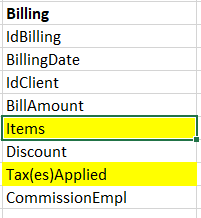 Billing
IdBilling
BillingDate
IdClient
BillAmount
Items
Discount
Tax(es)Applied
CommissionEmpl